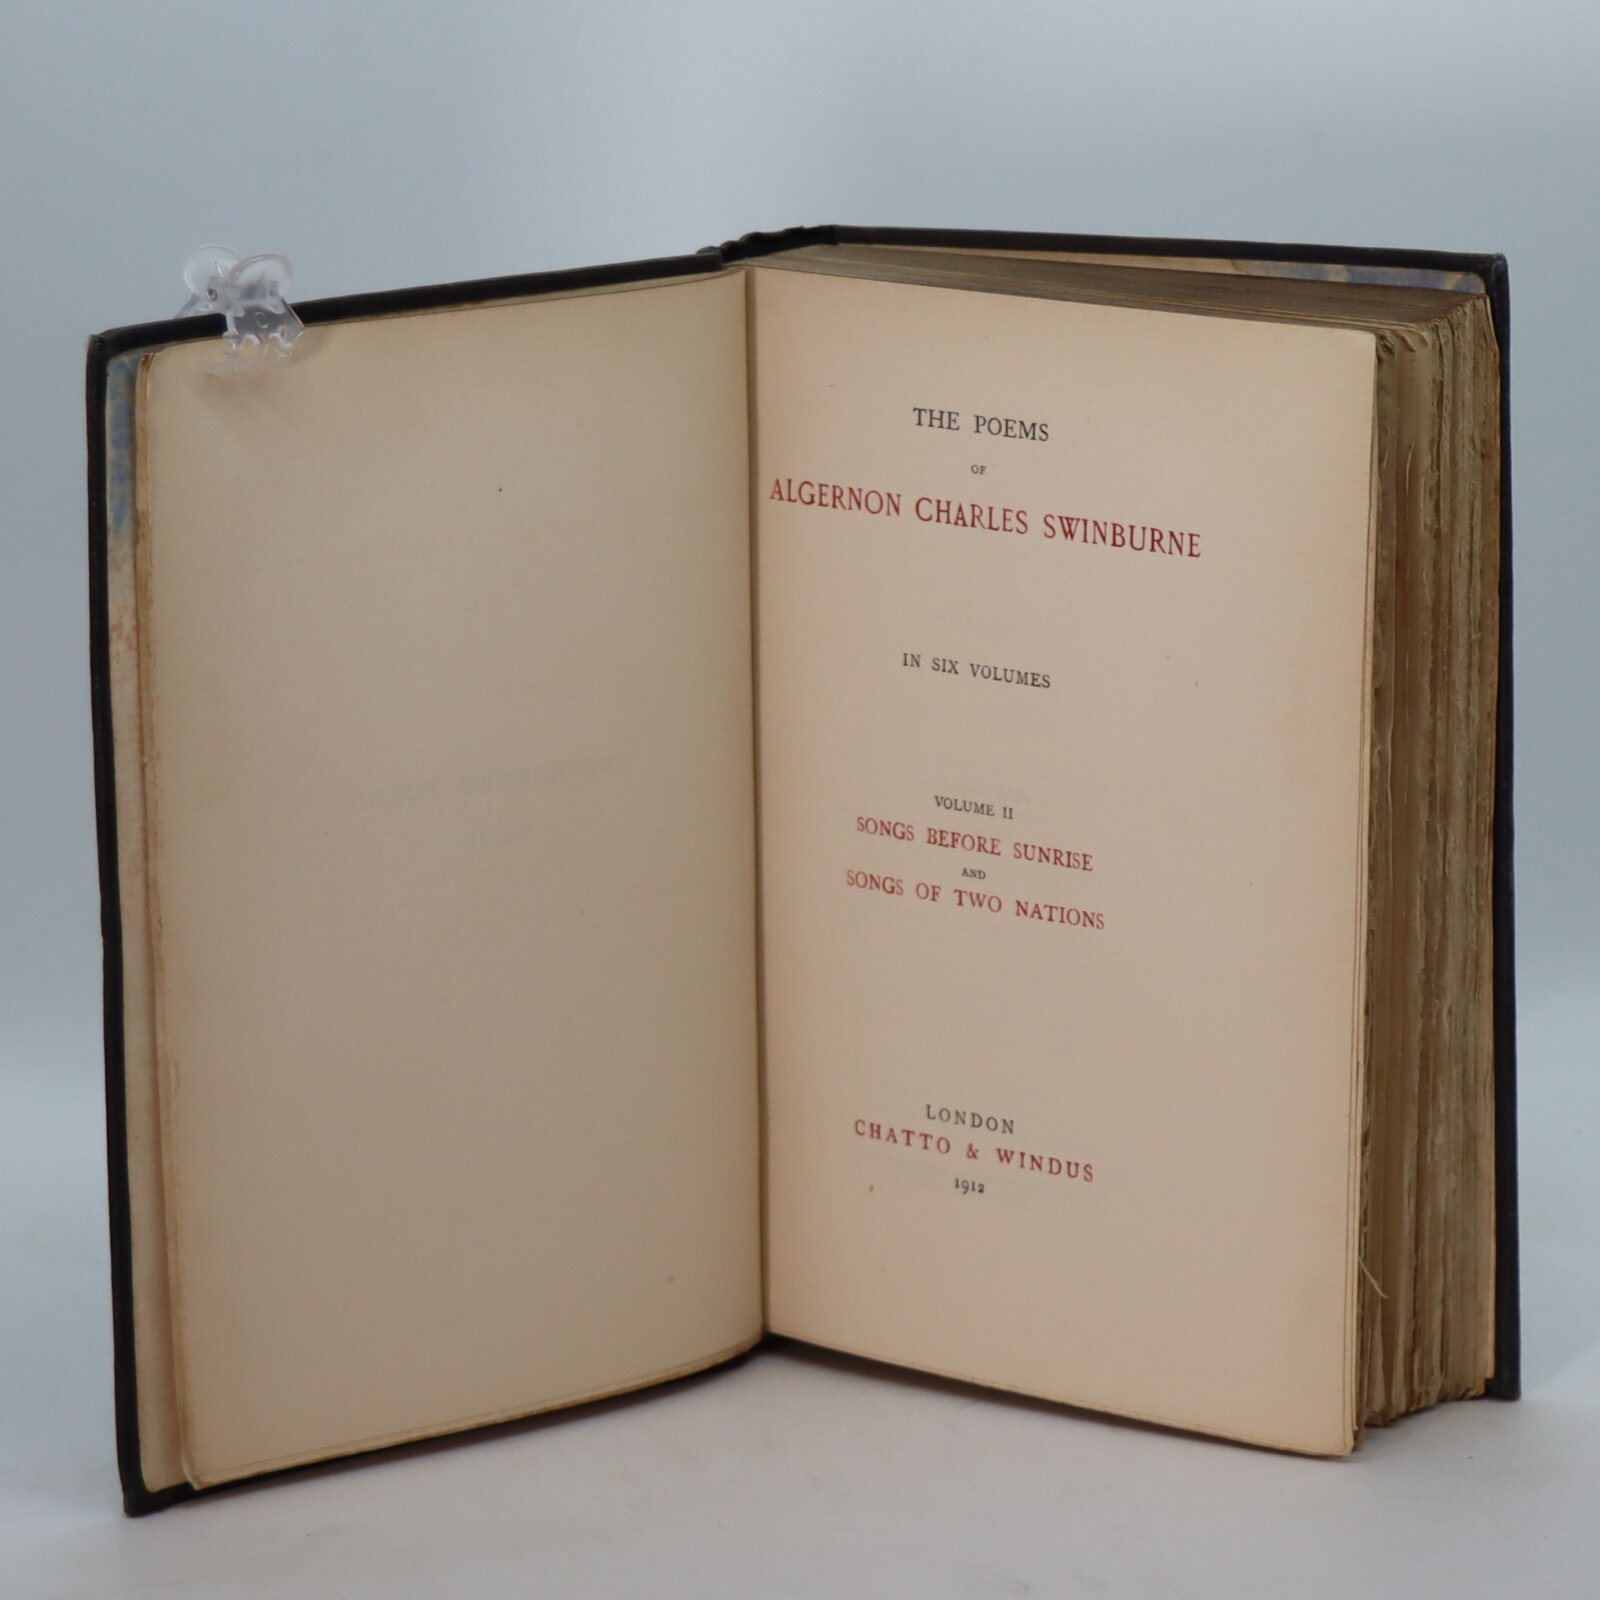 THE POEMS
OF
ALGERNON CHARLES SWINBURNE
IN SIX VOLUMES
VOLUME II
SONGS BEFORE SUNRISE
AND
SONGS OF TWO NATIONS
LONDON
CHATTO & WINDUS
1912